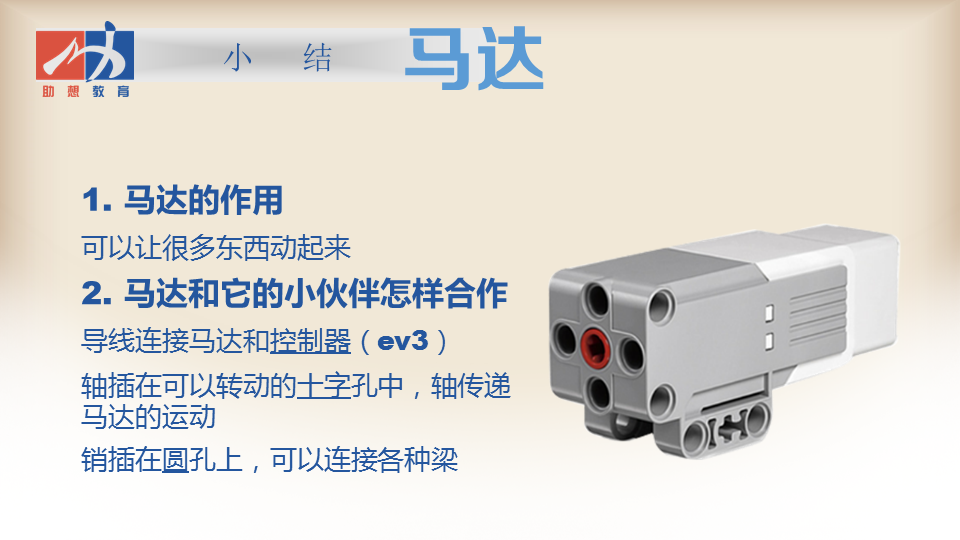 助想教育
小 结
马达
1. 马达的作用
可以让很多东西动起来
2. 马达和它的小伙伴怎样合作
导线连接马达和控制器（ev3）
轴插在可以转动的十字孔中，轴传递
马达的运动
销插在圆孔上，可以连接各种梁